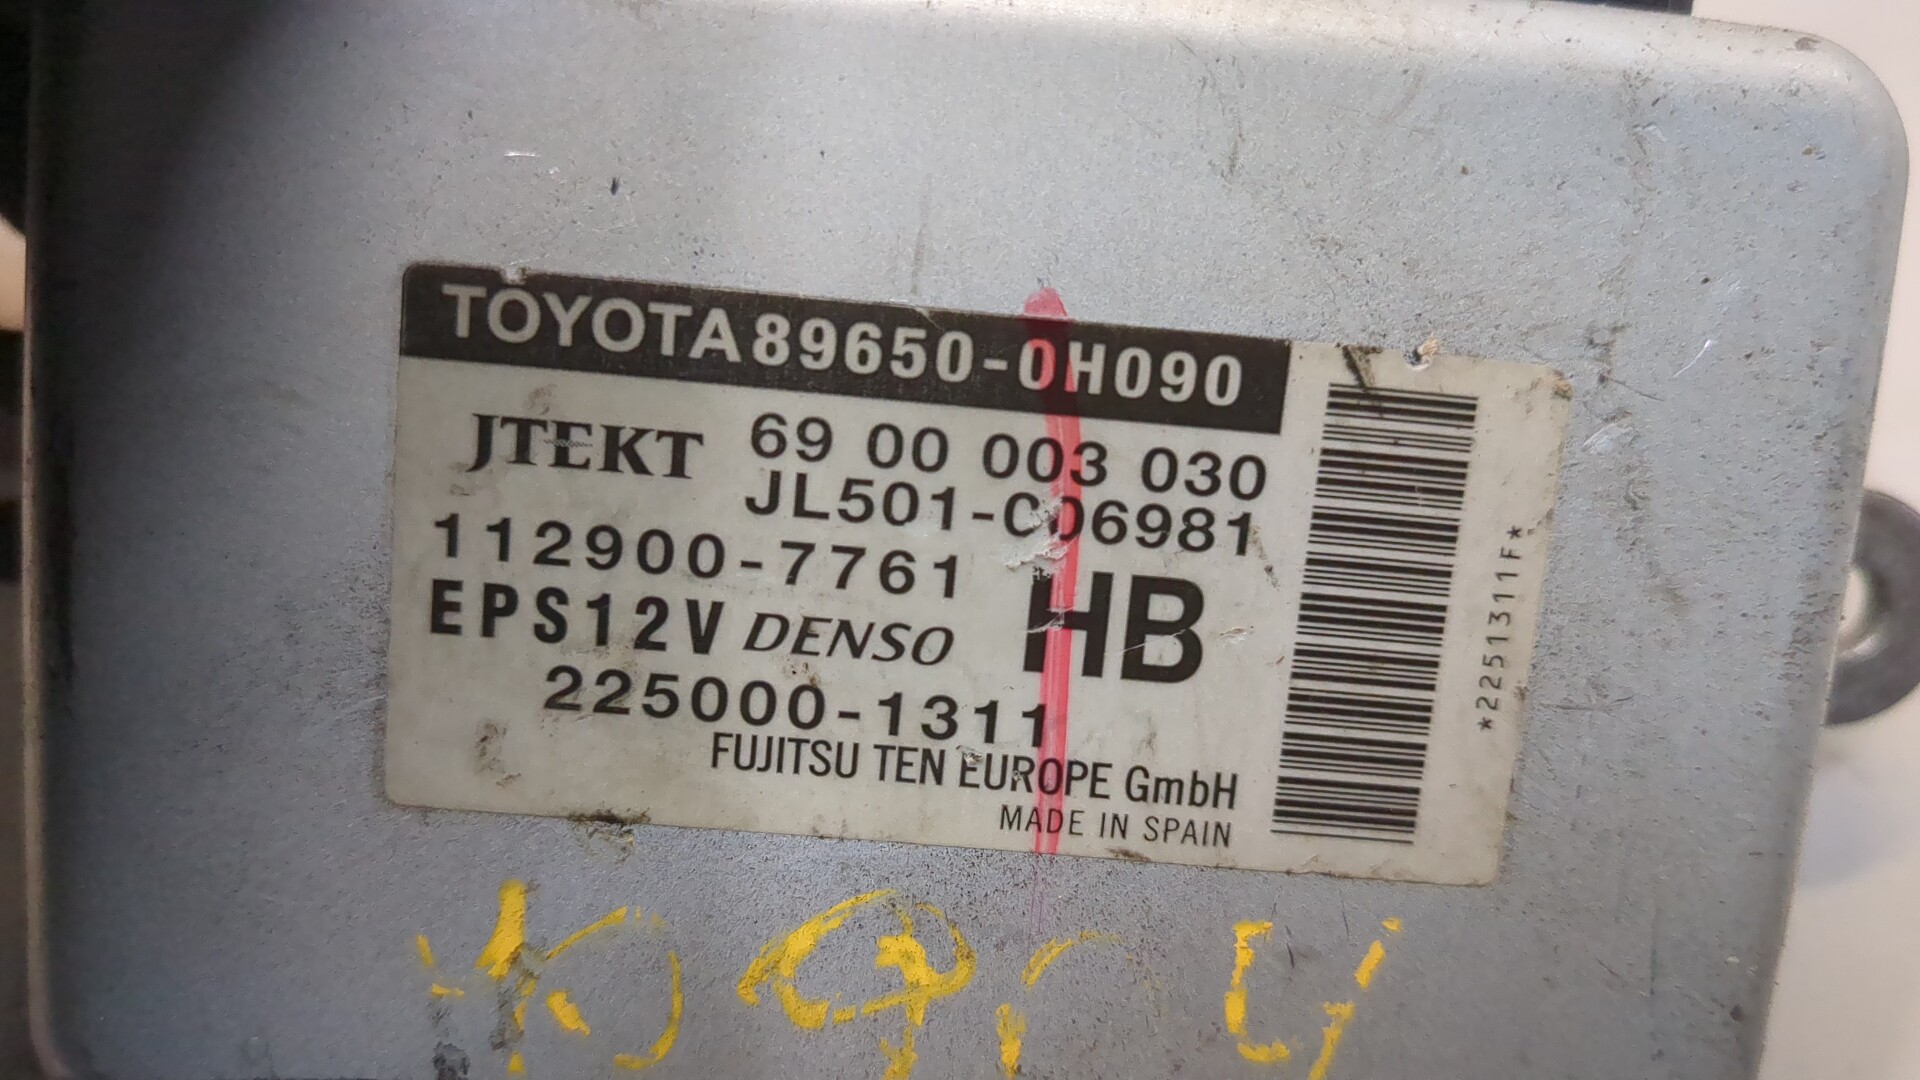 TOYOTA 89650-0H090
JTEKT 69 00 003 030
JL501-C06981
112900-7761
EPS12V DENSO HB
225000-1311
FUJITSU TEN EUROPE GmbH
MADE IN SPAIN
*2251311F*